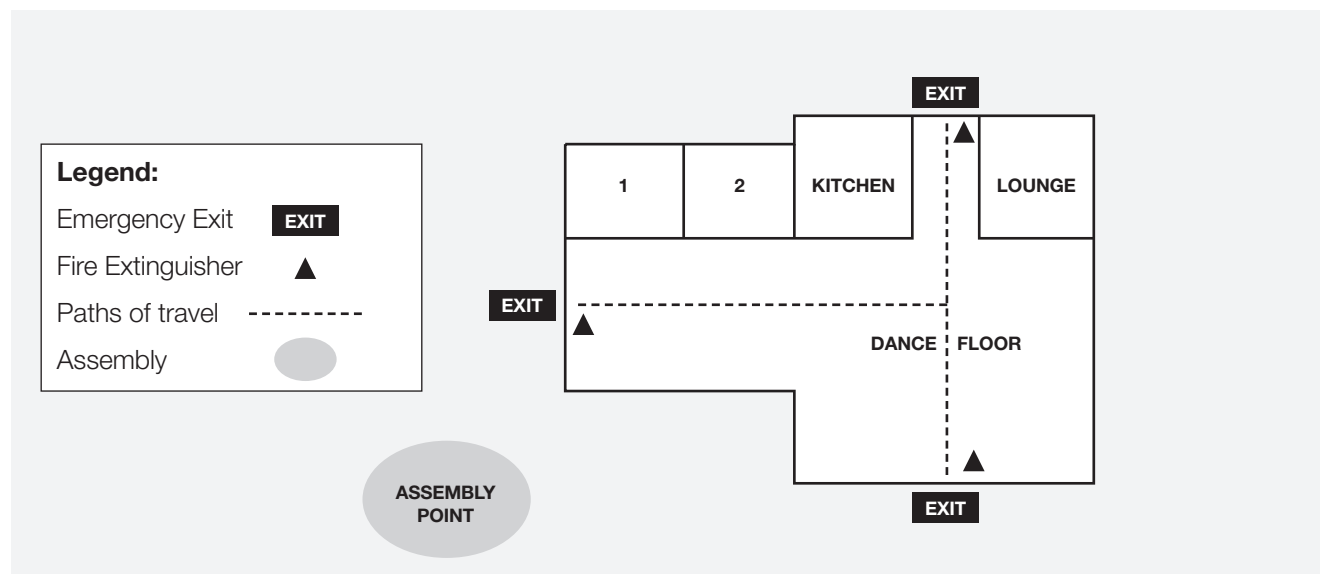 Legend:
Emergency Exit EXIT
Fire Extinguisher
Paths of travel
Assembly
EXIT
1 2 KITCHEN LOUNGE
EXIT
DANCE FLOOR
ASSEMBLY
POINT
EXIT